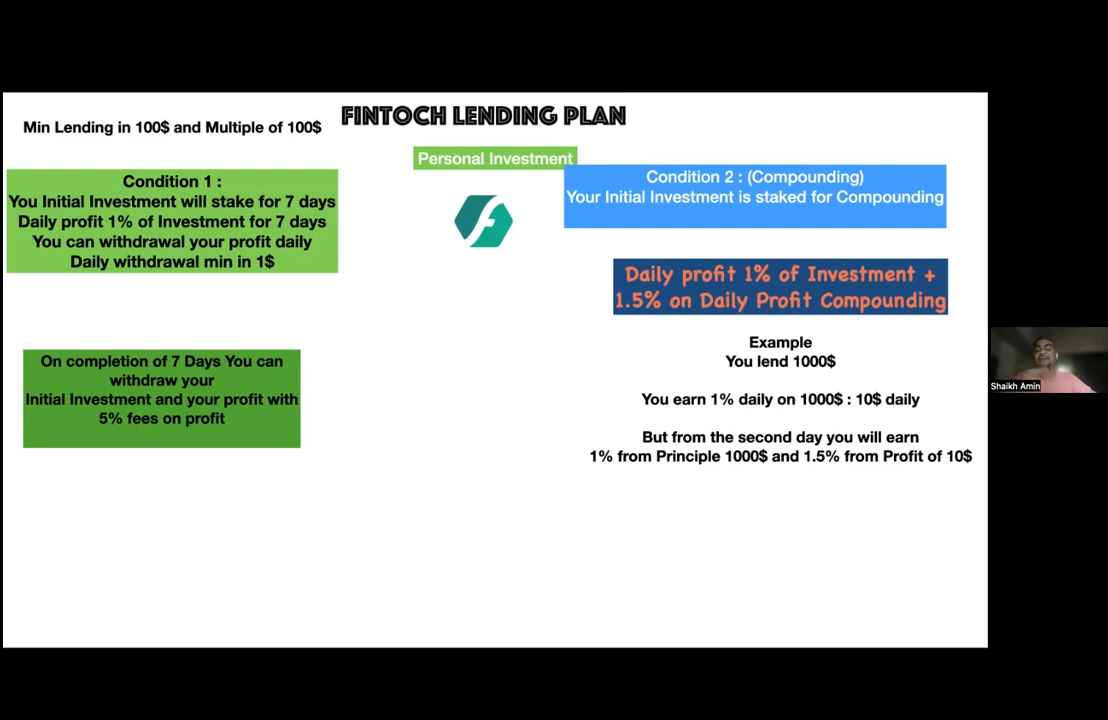 FINTOCH LENDING PLAN
Min Lending in 100$ and Multiple of 100$
Personal Investment
Condition 1 :
You Initial Investment will stake for 7 days
Daily profit 1% of Investment for 7 days
You can withdrawal your profit daily
Daily withdrawal min in 1$
On completion of 7 Days You can
withdraw your
Initial Investment and your profit with
5% fees on profit
Condition 2 : (Compounding)
Your Initial Investment is staked for Compounding
Daily profit 1% of Investment +
1.5% on Daily Profit Compounding
Example
You lend 1000$
You earn 1% daily on 1000$ : 10$ daily
But from the second day you will earn
1% from Principle 1000$ and 1.5% from Profit of 10$
Shaikh Amin